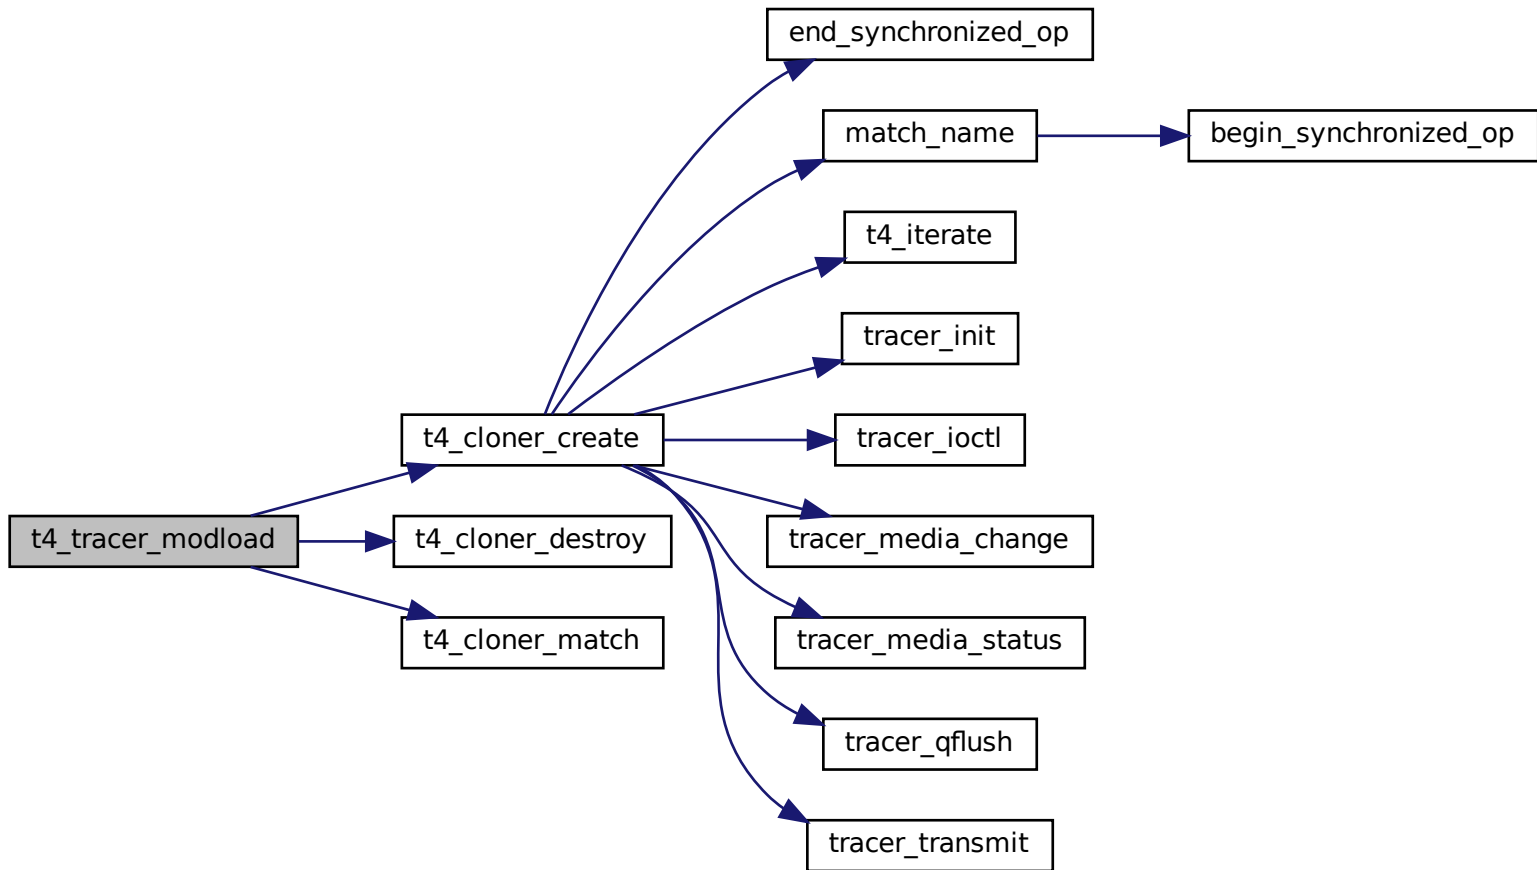 end_synchronized_op
match_name
begin_synchronized_op
t4_iterate
tracer_init
t4_cloner_create
tracer_ioctl
t4_tracer_modload
t4_cloner_destroy
tracer_media_change
t4_cloner_match
tracer_media_status
tracer_qflush
tracer_transmit